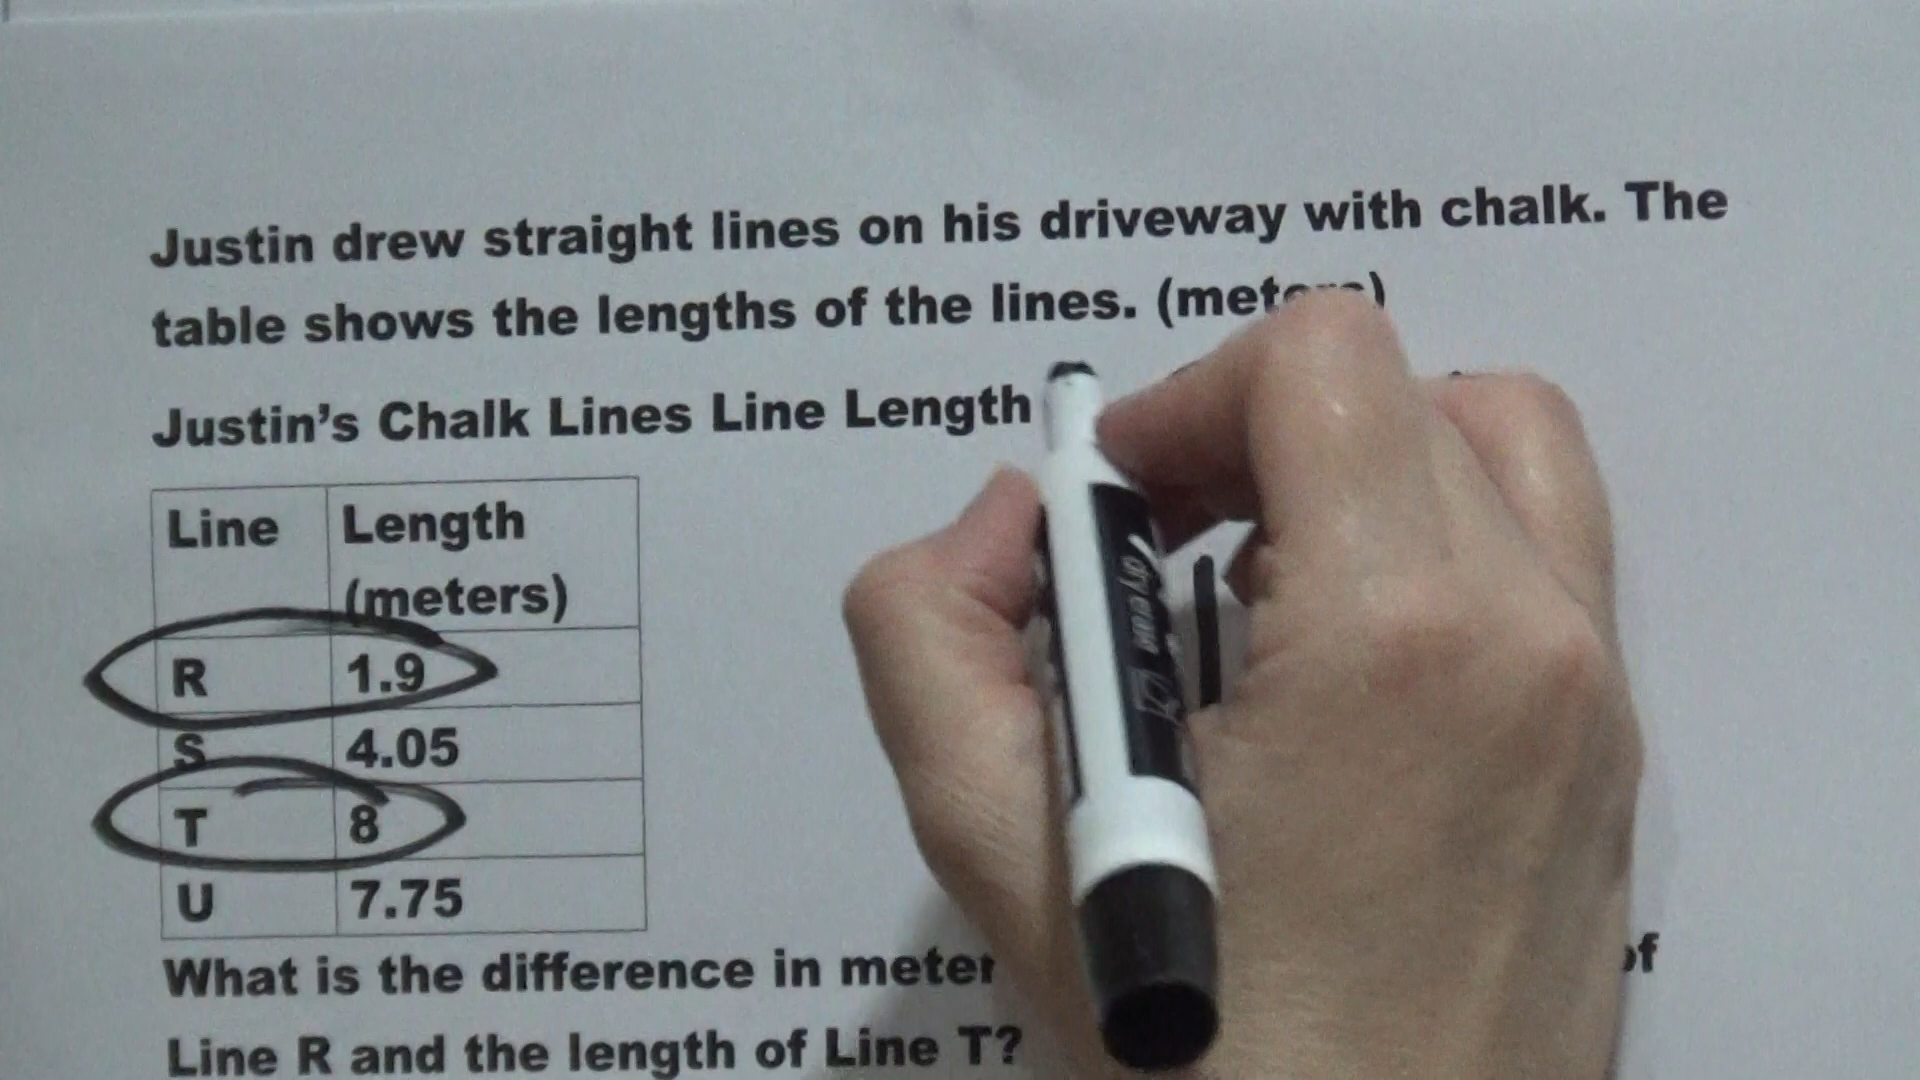 Justin drew straight lines on his driveway with chalk. The
table shows the lengths of the lines. (meters)
Justin's Chalk Lines Line Length
Line Length
(meters)
R 1.9
S 4.05
T 8
U 7.75
What is the difference in meter of
Line R and the length of Line T?